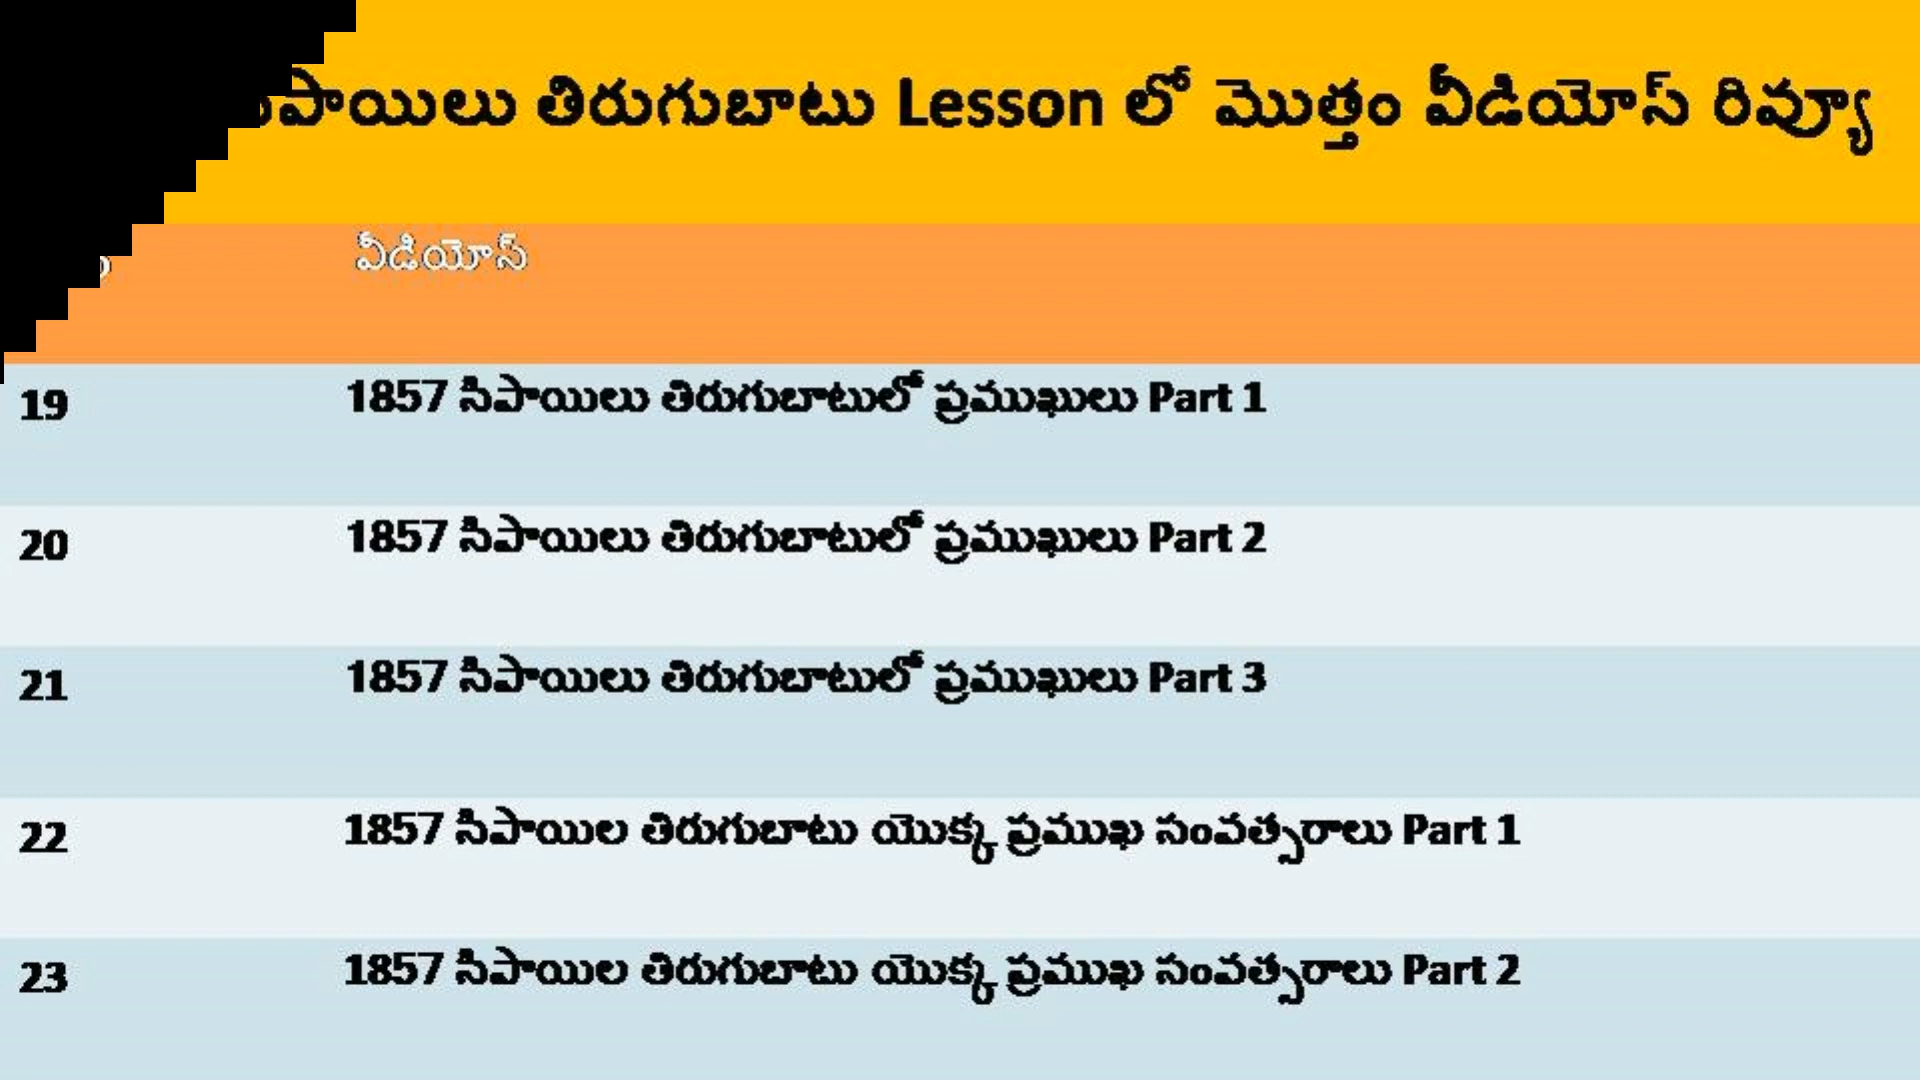 సిపాయిలు తిరుగుబాటు Lesson లో మొత్తం వీడియోస్ రివ్యూ
వీడియోస్
19 1857 సిపాయిలు తిరుగుబాటులో ప్రముఖులు Part 1
20 1857 సిపాయిలు తిరుగుబాటులో ప్రముఖులు Part 2
21 1857 సిపాయిలు తిరుగుబాటులో ప్రముఖులు Part 3
22 1857 సిపాయిల తిరుగుబాటు యొక్క ప్రముఖ సంవత్సరాలు Part 1
23 1857 సిపాయిల తిరుగుబాటు యొక్క ప్రముఖ సంవత్సరాలు Part 2